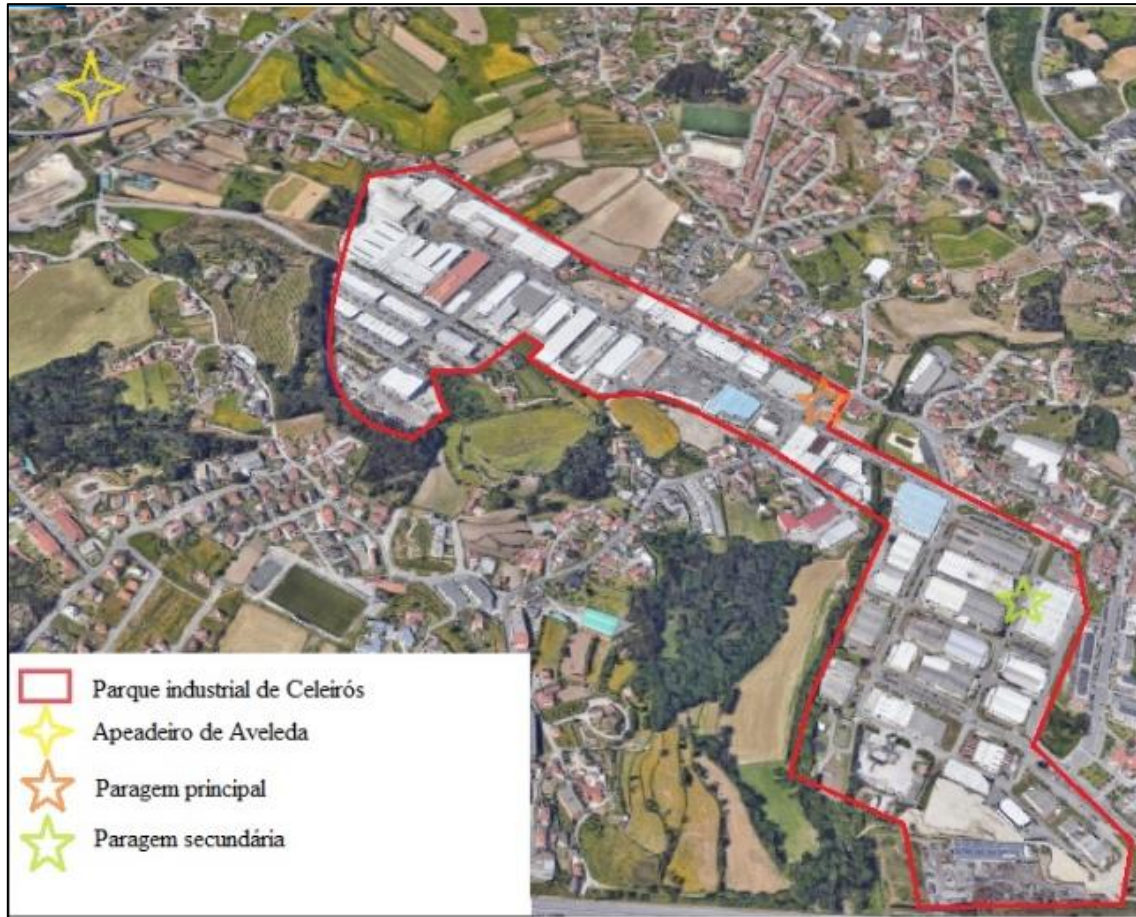 Parque industrial de Celeirós
Apeadeiro de Aveleda
Paragem principal
Paragem secundária